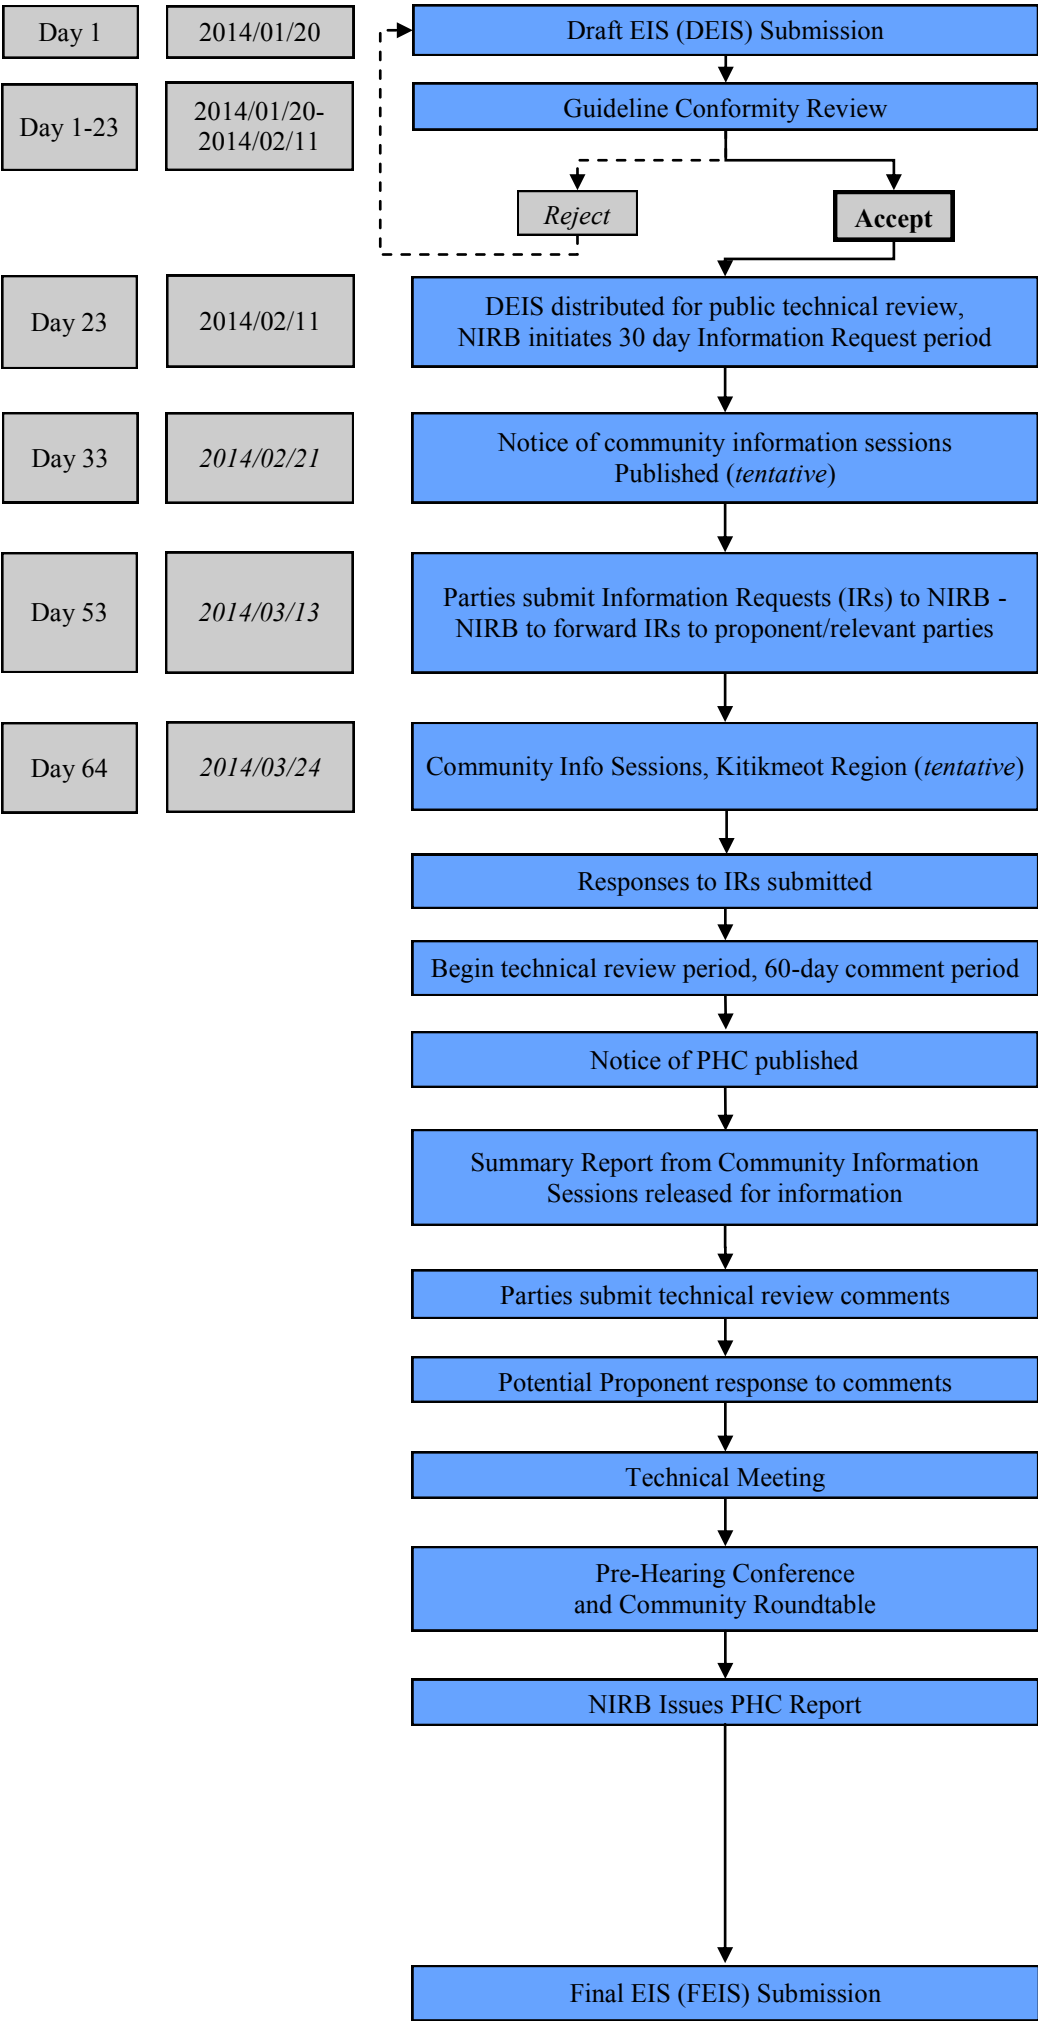 Day 1
2014/01/20
Draft EIS (DEIS) Submission
Day 1-23
2014/01/20-
2014/02/11
Guideline Conformity Review
Reject
Accept
Day 23
2014/02/11
DEIS distributed for public technical review,
NIRB initiates 30 day Information Request period
Day 33
2014/02/21
Notice of community information sessions
Published (tentative)
Day 53
2014/03/13
Parties submit Information Requests (IRs) to NIRB -
NIRB to forward IRs to proponent/relevant parties
Day 64
2014/03/24
Community Info Sessions, Kitikmeot Region (tentative)
Responses to IRs submitted
Begin technical review period, 60-day comment period
Notice of PHC published
Summary Report from Community Information
Sessions released for information
Parties submit technical review comments
Potential Proponent response to comments
Technical Meeting
Pre-Hearing Conference
and Community Roundtable
NIRB Issues PHC Report
Final EIS (FEIS) Submission